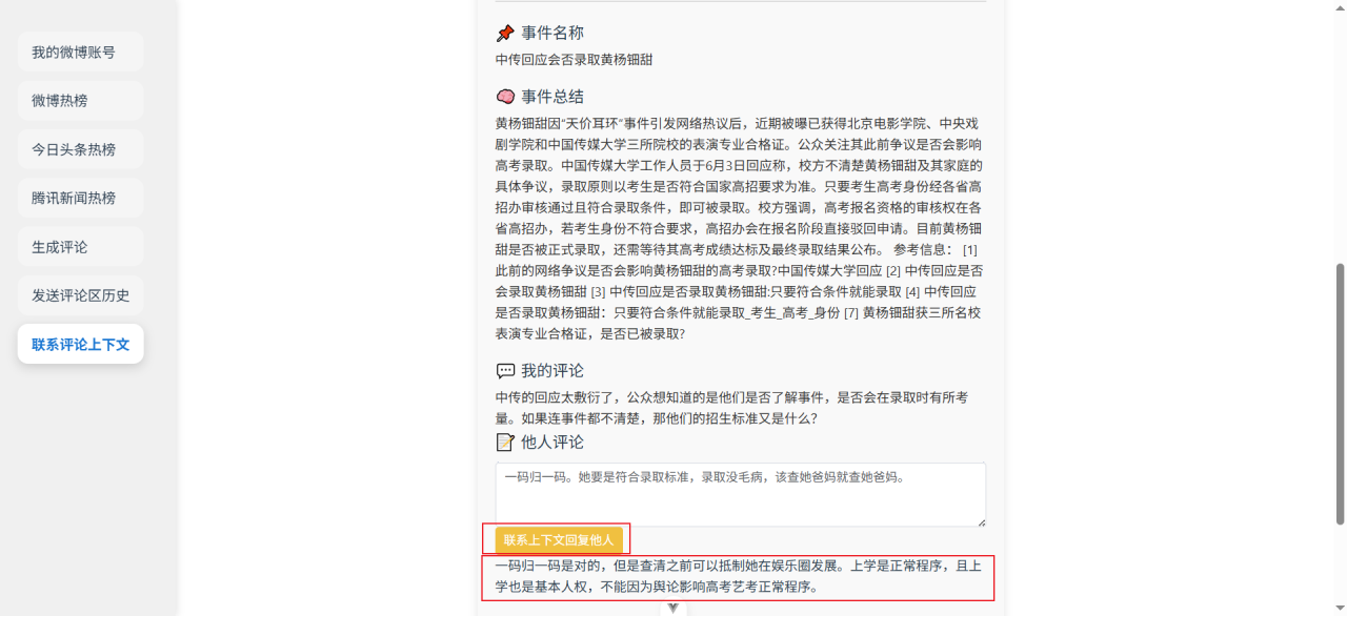 我的微博账号
微博热榜
今日头条热榜
腾讯新闻热榜
生成评论
发送评论区历史
联系评论上下文
事件名称
中传回应会否录取黄杨钿甜
事件总结
黄杨钿甜因“天价耳环”事件引发网络热议后，近期被曝已获得北京电影学院、中央戏
剧学院和中国传媒大学三所院校的表演专业合格证。公众关注其此前争议是否会影响
高考录取。中国传媒大学工作人员于6月3日回应称，校方不清楚黄杨钿甜及其家庭的
具体争议，录取原则以考生是否符合国家高招要求为准。只要考生高考身份经各省高
招办审核通过且符合录取条件，即可被录取。校方强调，高考报名资格的审核权在各
省高招办，若考生身份不符合要求，高招办会在报名阶段直接驳回申请。目前黄杨钿
甜是否被正式录取，还需等待其高考成绩达标及最终录取结果公布。 参考信息： [1]
此前的网络争议是否会影响黄杨钿甜的高考录取?中国传媒大学回应 [2] 中传回应是否
会录取黄杨钿甜 [3] 中传回应是否录取黄杨钿甜:只要符合条件就能录取 [4] 中传回应
是否录取黄杨钿甜：只要符合条件就能录取_考生_高考_身份 [7] 黄杨钿甜获三所名校
表演专业合格证，是否已被录取?
我的评论
中传的回应太敷衍了，公众想知道的是他们是否了解事件，是否会在录取时有所考
量。如果连事件都不清楚，那他们的招生标准又是什么？
他人评论
一码归一码。她要是符合录取标准，录取没毛病，该查她爸妈就查她爸妈。
联系上下文回复他人
一码归一码是对的，但是查清之前可以抵制她在娱乐圈发展。上学是正常程序，且上
学也是基本人权，不能因为舆论影响高考艺考正常程序。